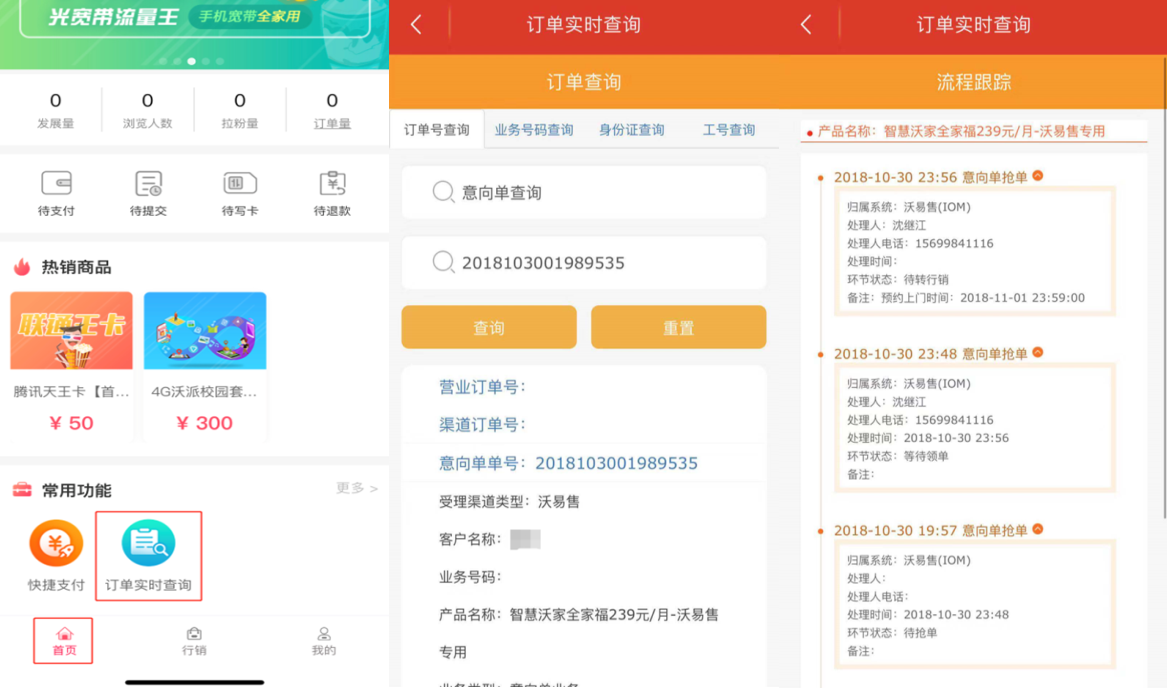 光宽带流量王 手机宽带全家用
0 0 0 0
发展量 浏览人数 拉粉量 订单量
待支付 待提交 待写卡 待退款
热销商品
联通王卡
腾讯天王卡【首... 4G沃派校园套...
¥ 50 ¥ 300
常用功能 更多 >
快捷支付 订单实时查询
首页 行销 我的
订单实时查询
订单查询
订单号查询 业务号码查询 身份证查询 工号查询
意向单查询
2018103001989535
查询 重置
营业订单号：
渠道订单号：
意向单单号：2018103001989535
受理渠道类型：沃易售
客户名称：
业务号码：
产品名称：智慧沃家全家福239元/月-沃易售
专用
业务类型：意向单业务
订单实时查询
流程跟踪
产品名称：智慧沃家全家福239元/月-沃易售专用
2018-10-30 23:56 意向单抢单
归属系统：沃易售(IOM)
处理人：沈继江
处理人电话：15699841116
处理时间：
环节状态：待转行销
备注：预约上门时间：2018-11-01 23:59:00
2018-10-30 23:48 意向单抢单
归属系统：沃易售(IOM)
处理人：沈继江
处理人电话：15699841116
处理时间：2018-10-30 23:56
环节状态：等待领单
备注：
2018-10-30 19:57 意向单抢单
归属系统：沃易售(IOM)
处理人：
处理人电话：
处理时间：2018-10-30 23:48
环节状态：待抢单
备注：